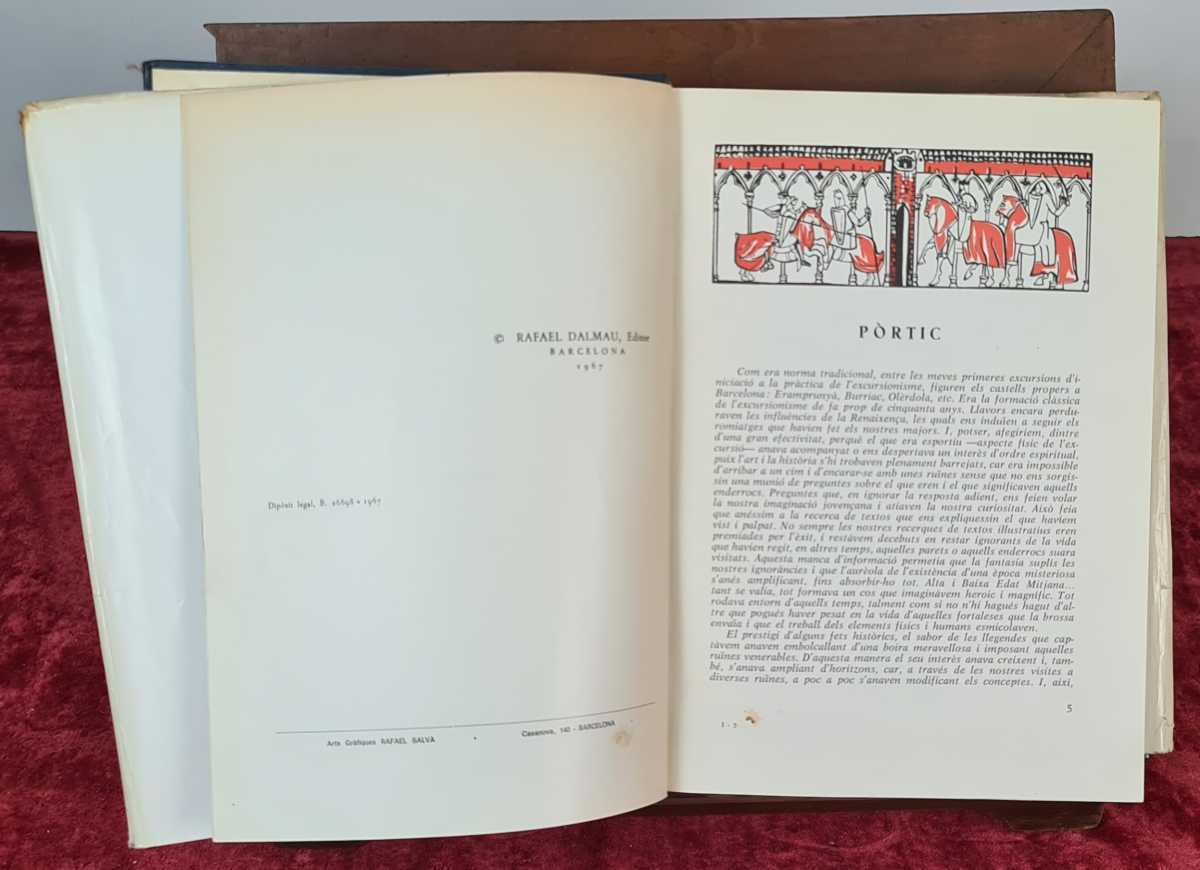 © RAFAEL DALMAU, Editor
BARCELONA
1967
Dipòsit legal, B. 26898 • 1967
Arts Gràfiques RAFAEL SALVÀ • Casanova, 140 - BARCELONA
PÒRTIC
Com era norma tradicional, entre les meves primeres excursions d'i-
niciació a la pràctica de l'excursionisme, figuren els castells propers a
Barcelona: Eramprunyà, Burriac, Olèrdola, etc. Era la formació clàssica
de l'excursionisme de fa prop de cinquanta anys. Llavors encara perdu-
raven les influències de la Renaixença, les quals ens induïen a seguir els
romiatges que havien fet els nostres majors. I, potser, afegiríem, dintre
d'una gran efectivitat, perquè el que era esportiu —aspecte físic de l'ex-
cursió— anava acompanyat o ens despertava un interès d'ordre espiritual,
puix l'art i la història s'hi trobaven plenament barrejats, car era impossible
d'arribar a un cim i d'encarar-se amb unes ruïnes sense que no ens sorgis-
sin una munió de preguntes sobre el que eren i el que significaven aquells
enderrocs. Preguntes que, en ignorar la resposta adient, ens feien volar
la nostra imaginació jovençana i atiaven la nostra curiositat. Això feia
que anéssim a la recerca de textos que ens expliquessin el que havíem
vist i palpat. No sempre les nostres recerques de textos illustratius eren
premiades per l'èxit, i restàvem decebuts en restar ignorants de la vida
que havien regit, en altres temps, aquelles parets o aquells enderrocs suara
visitats. Aquesta manca d'informació permetia que la fantasia suplís les
nostres ignoràncies i que l'aurèola de l'existència d'una època misteriosa
s'anés amplificant, fins absorbir-ho tot. Alta i Baixa Edat Mitjana...
tant se valia, tot formava un cos que imaginàvem heroic i magnífic. Tot
rodava entorn d'aquells temps, talment com si no n'hi hagués hagut d'al-
tre que pogués haver pesat en la vida d'aquelles fortaleses que la brossa
envaïa i que el treball dels elements físics i humans esmicolaven.
El prestigi d'alguns fets històrics, el sabor de les llegendes que cap-
tàvem anaven embolcallant d'una boira meravellosa i imposant aquelles
ruïnes venerables. D'aquesta manera el seu interès anava creixent i, tam-
bé, s'anava ampliant d'horitzons, car, a través de les nostres visites a
diverses ruïnes, a poc a poc s'anaven modificant els conceptes. I, així,
5